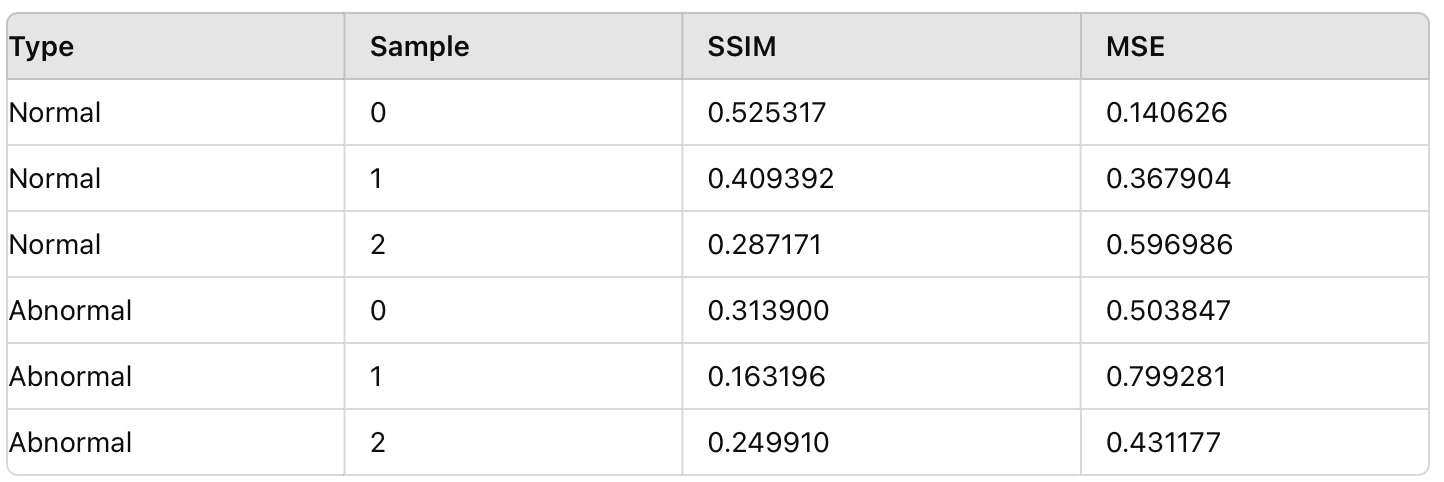 Type Sample SSIM MSE
Normal 0 0.525317 0.140626
Normal 1 0.409392 0.367904
Normal 2 0.287171 0.596986
Abnormal 0 0.313900 0.503847
Abnormal 1 0.163196 0.799281
Abnormal 2 0.249910 0.431177